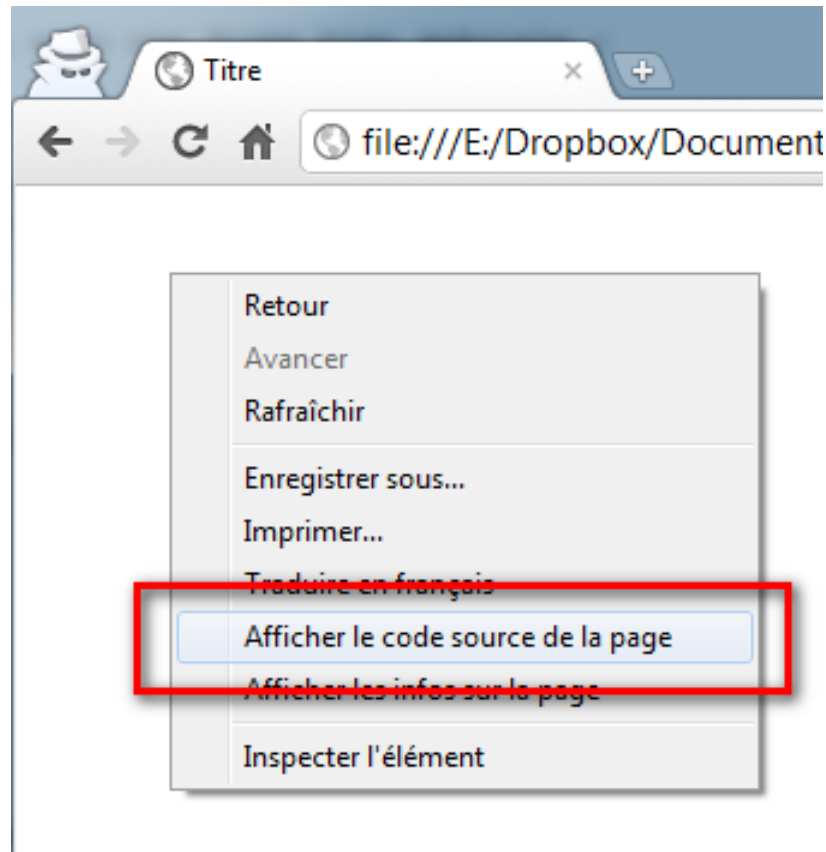 Titre
file:///E:/Dropbox/Document
Retour
Avancer
Rafraîchir
Enregistrer sous...
Imprimer...
Traduire en français
Afficher le code source de la page
Afficher les infos sur la page
Inspecter l'élément